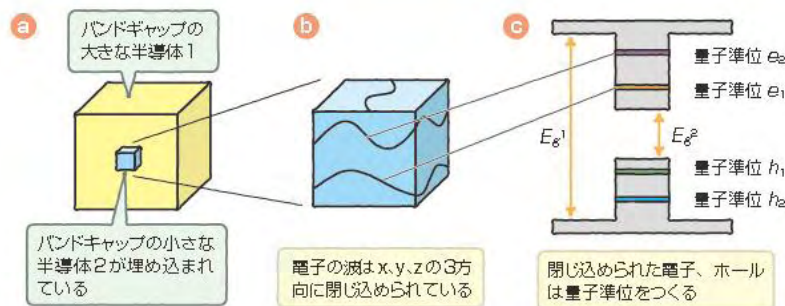 a
バンドギャップの
大きな半導体1
バンドキャップの小さな
半導体2が埋め込まれ
ている
b
電子の波はx、y、zの3方
向に閉じ込められている
c
量子準位 e₂
量子準位 e₁
Eg¹
Eg²
量子準位 h₁
量子準位 h₂
閉じ込められた電子、ホール
は量子準位をつくる